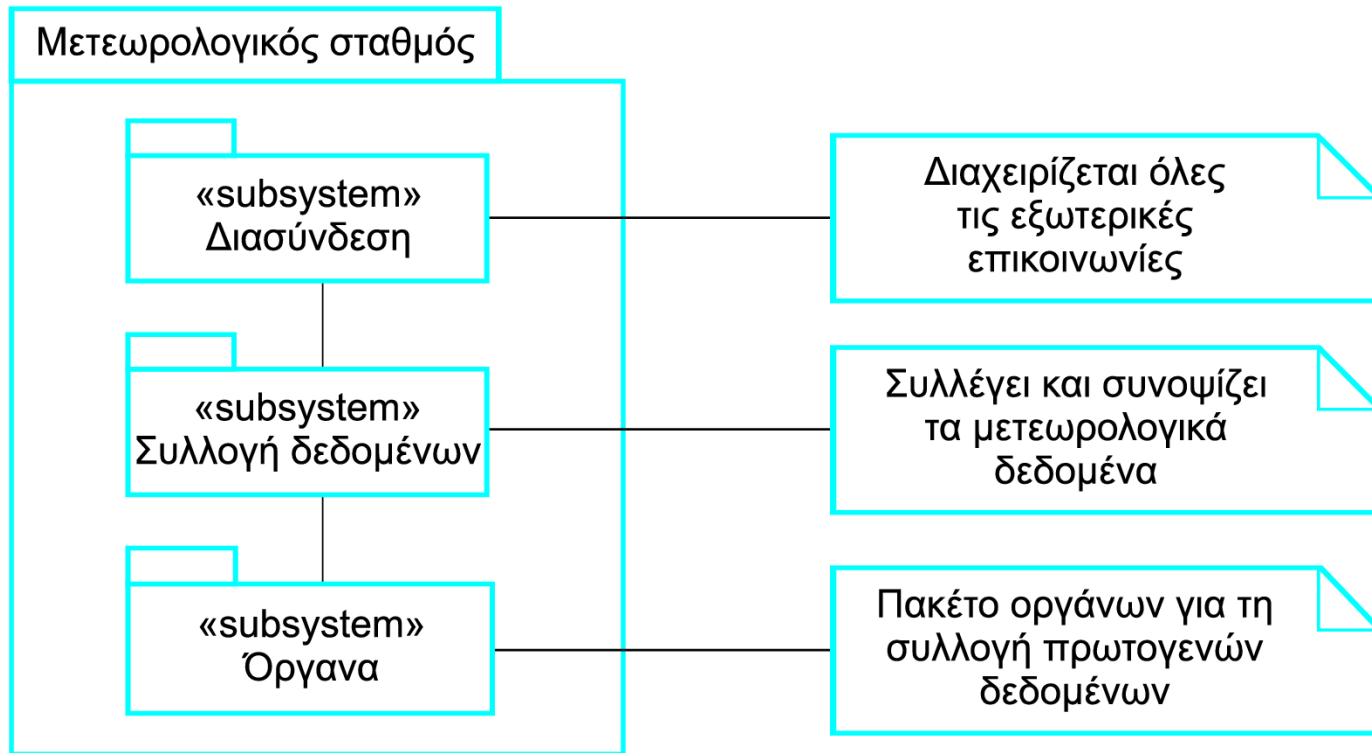 Μετεωρολογικός σταθμός
«subsystem»
Διασύνδεση
Διαχειρίζεται όλες
τις εξωτερικές
επικοινωνίες
«subsystem»
Συλλογή δεδομένων
Συλλέγει και συνοψίζει
τα μετεωρολογικά
δεδομένα
«subsystem»
Όργανα
Πακέτο οργάνων για τη
συλλογή πρωτογενών
δεδομένων